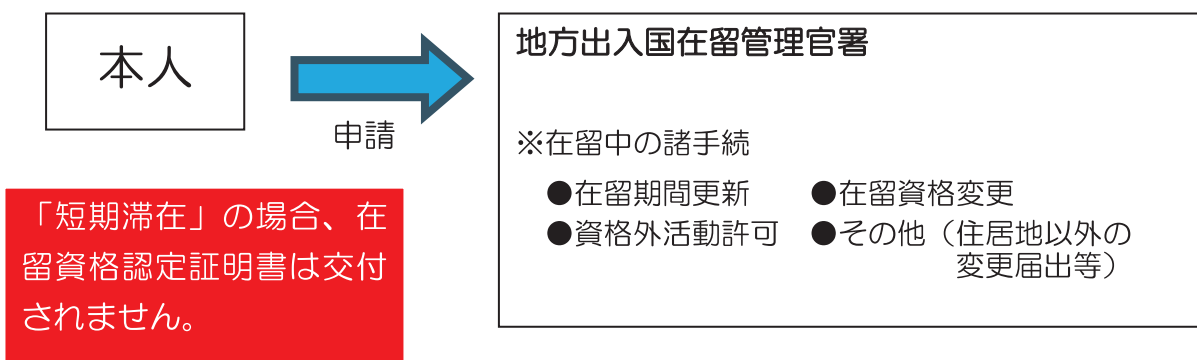 本人
申請
「短期滞在」の場合、在
留資格認定証明書は交付
されません。
地方出入国在留管理官署
※在留中の諸手続
●在留期間更新 ●在留資格変更
●資格外活動許可 ●その他（住居地以外の
変更届出等）